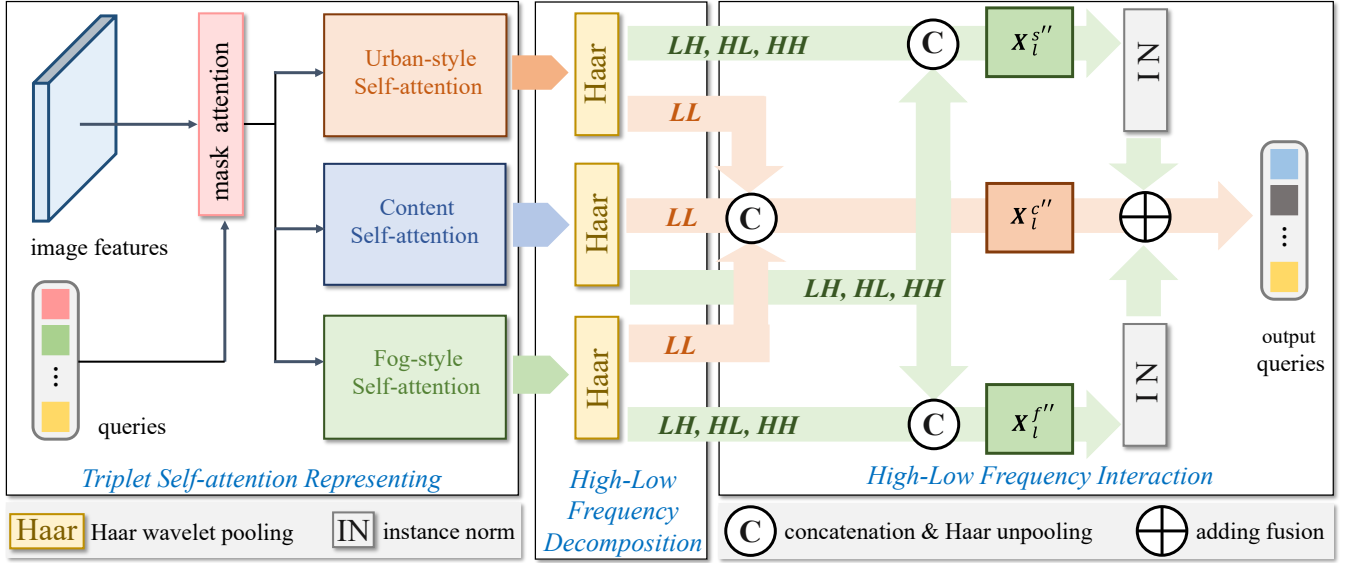 image features
queries
mask attention
Urban-style
Self-attention
Content
Self-attention
Fog-style
Self-attention
Triplet Self-attention Representing
Haar
Haar
Haar
LH, HL, HH
LL
LL
LH, HL, HH
LL
LH, HL, HH
High-Low
Frequency
Decomposition
C
C
C
X_l^{s''}
X_l^{c''}
X_l^{f''}
IN
IN
output
queries
High-Low Frequency Interaction
Haar Haar wavelet pooling
IN instance norm
C concatenation & Haar unpooling
adding fusion